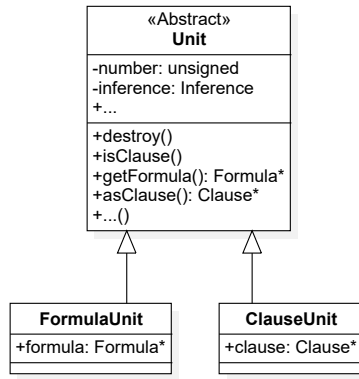 «Abstract»
Unit
-number: unsigned
-inference: Inference
+...
+destroy()
+isClause()
+getFormula(): Formula*
+asClause(): Clause*
+...()
FormulaUnit
+formula: Formula*
ClauseUnit
+clause: Clause*